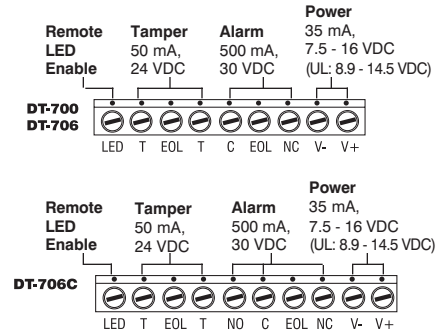 Power
Remote Tamper Alarm 35 mA,
LED 50 mA, 500 mA, 7.5 - 16 VDC
Enable 24 VDC 30 VDC (UL: 8.9 - 14.5 VDC)
DT-700
DT-706
LED T EOL T C EOL NC V- V+
Power
Remote Tamper Alarm 35 mA,
LED 50 mA, 500 mA, 7.5 - 16 VDC
Enable 24 VDC 30 VDC (UL: 8.9 - 14.5 VDC)
DT-706C
LED T EOL T NO C EOL NC V- V+